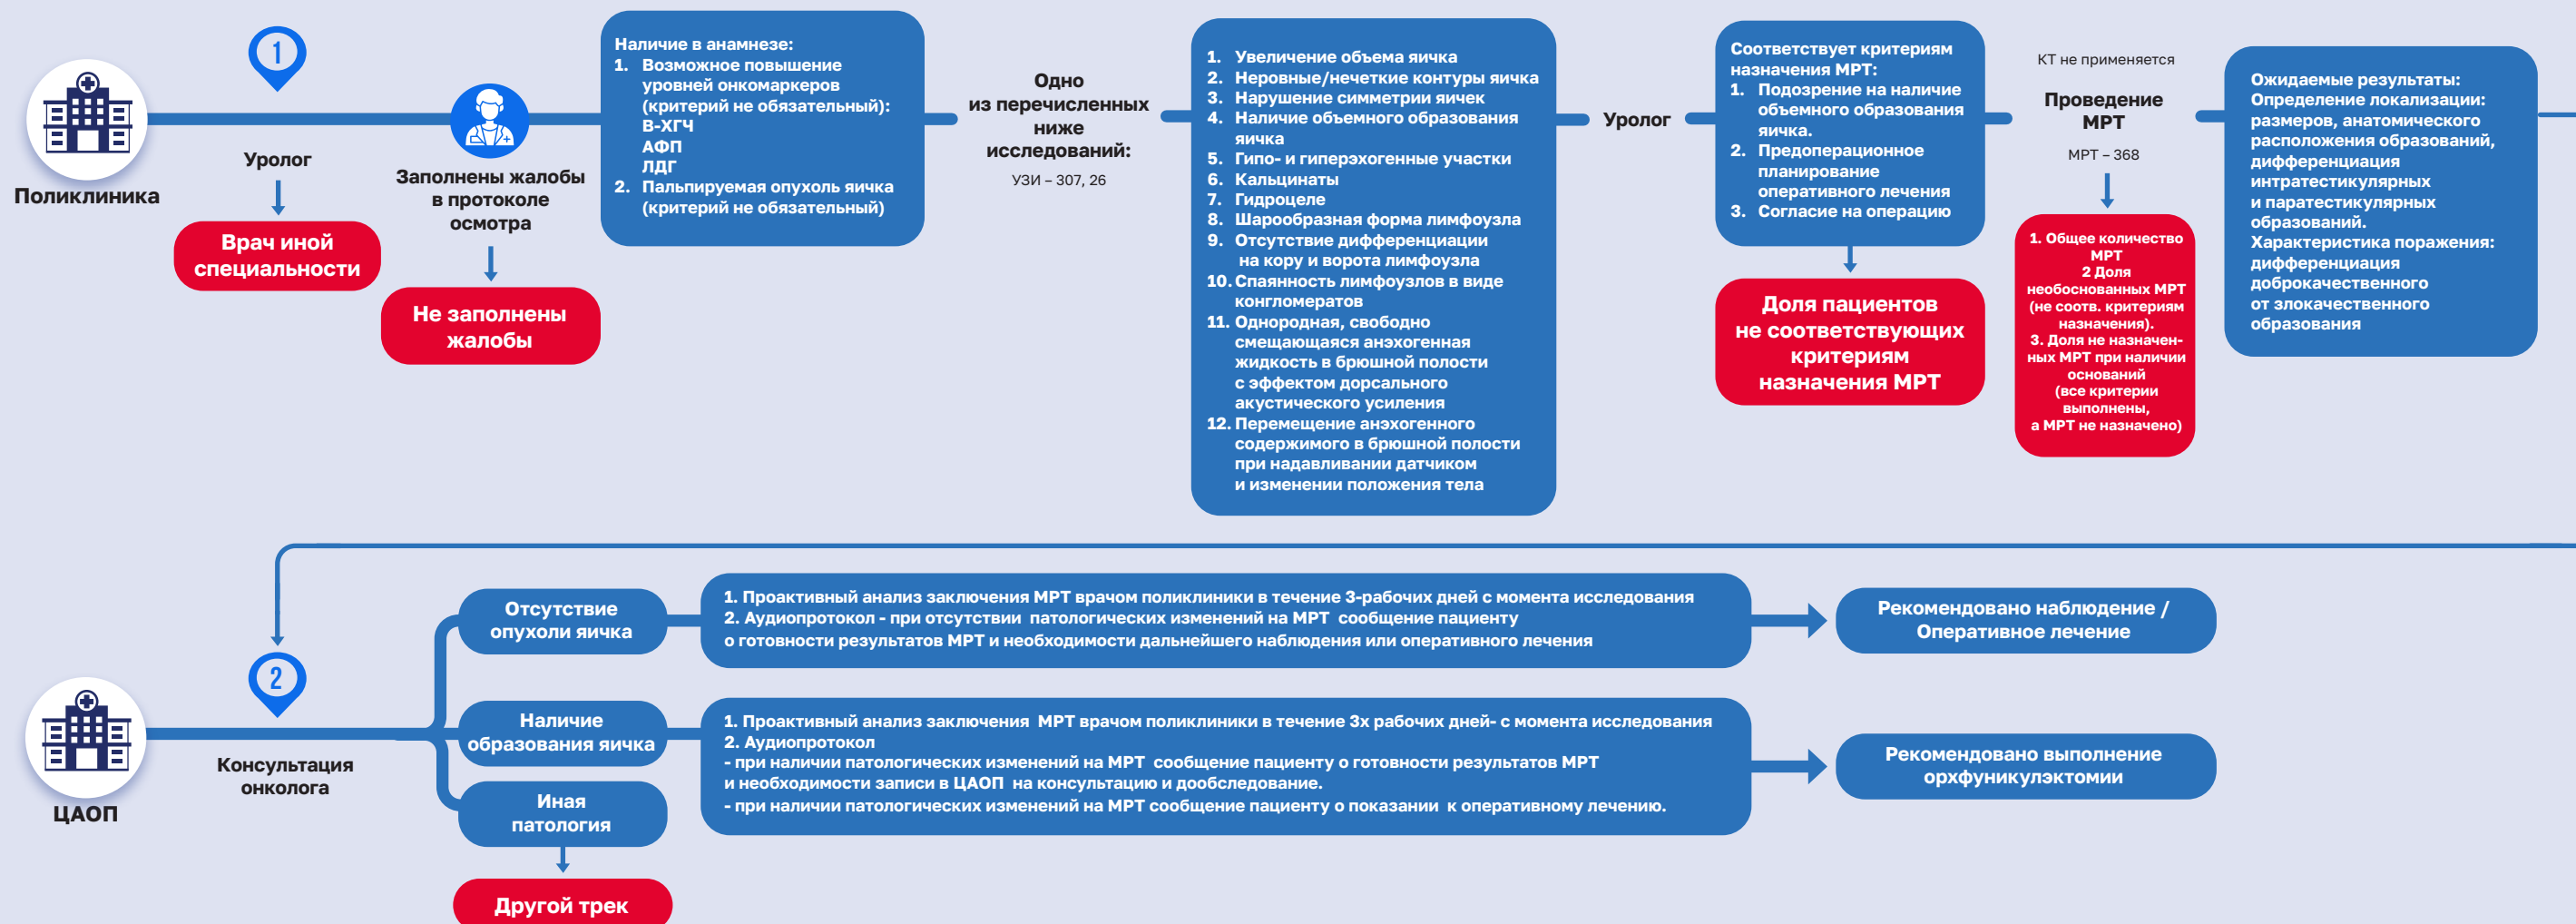 1
Поликлиника
Уролог
Врач иной
специальности
Заполнены жалобы
в протоколе
осмотра
Не заполнены
жалобы
Наличие в анамнезе:
1. Возможное повышение
уровней онкомаркеров
(критерий не обязательный):
В-ХГЧ
АФП
ЛДГ
2. Пальпируемая опухоль яичка
(критерий не обязательный)
Одно
из перечисленных
ниже
исследований:
УЗИ – 307, 26
1. Увеличение объема яичка
2. Неровные/нечеткие контуры яичка
3. Нарушение симметрии яичек
4. Наличие объемного образования
яичка
5. Гипо- и гиперэхогенные участки
6. Кальцинаты
7. Гидроцеле
8. Шарообразная форма лимфоузла
9. Отсутствие дифференциации
на кору и ворота лимфоузла
10. Спаянность лимфоузлов в виде
конгломератов
11. Однородная, свободно
смещающаяся анэхогенная
жидкость в брюшной полости
с эффектом дорсального
акустического усиления
12. Перемещение анэхогенного
содержимого в брюшной полости
при надавливании датчиком
и изменении положения тела
Уролог
Соответствует критериям
назначения МРТ:
1. Подозрение на наличие
объемного образования
яичка.
2. Предоперационное
планирование
оперативного лечения
3. Согласие на операцию
Доля пациентов
не соответствующих
критериям
назначения МРТ
КТ не применяется
Проведение
МРТ
МРТ – 368
1. Общее количество
МРТ
2 Доля
необоснованных МРТ
(не соотв. критериям
назначения).
3. Доля не назначен-
ных МРТ при наличии
оснований
(все критерии
выполнены,
а МРТ не назначено)
Ожидаемые результаты:
Определение локализации:
размеров, анатомического
расположения образований,
дифференциация
интратестикулярных
и паратестикулярных
образований.
Характеристика поражения:
дифференциация
доброкачественного
от злокачественного
образования
2
ЦАОП
Консультация
онколога
Отсутствие
опухоли яичка
1. Проактивный анализ заключения МРТ врачом поликлиники в течение 3-рабочих дней с момента исследования
2. Аудиопротокол - при отсутствии патологических изменений на МРТ сообщение пациенту
о готовности результатов МРТ и необходимости дальнейшего наблюдения или оперативного лечения
Рекомендовано наблюдение /
Оперативное лечение
Наличие
образования яичка
1. Проактивный анализ заключения МРТ врачом поликлиники в течение 3х рабочих дней- с момента исследования
2. Аудиопротокол
- при наличии патологических изменений на МРТ сообщение пациенту о готовности результатов МРТ
и необходимости записи в ЦАОП на консультацию и дообследование.
- при наличии патологических изменений на МРТ сообщение пациенту о показании к оперативному лечению.
Рекомендовано выполнение
орхфуникулэктомии
Иная
патология
Другой трек